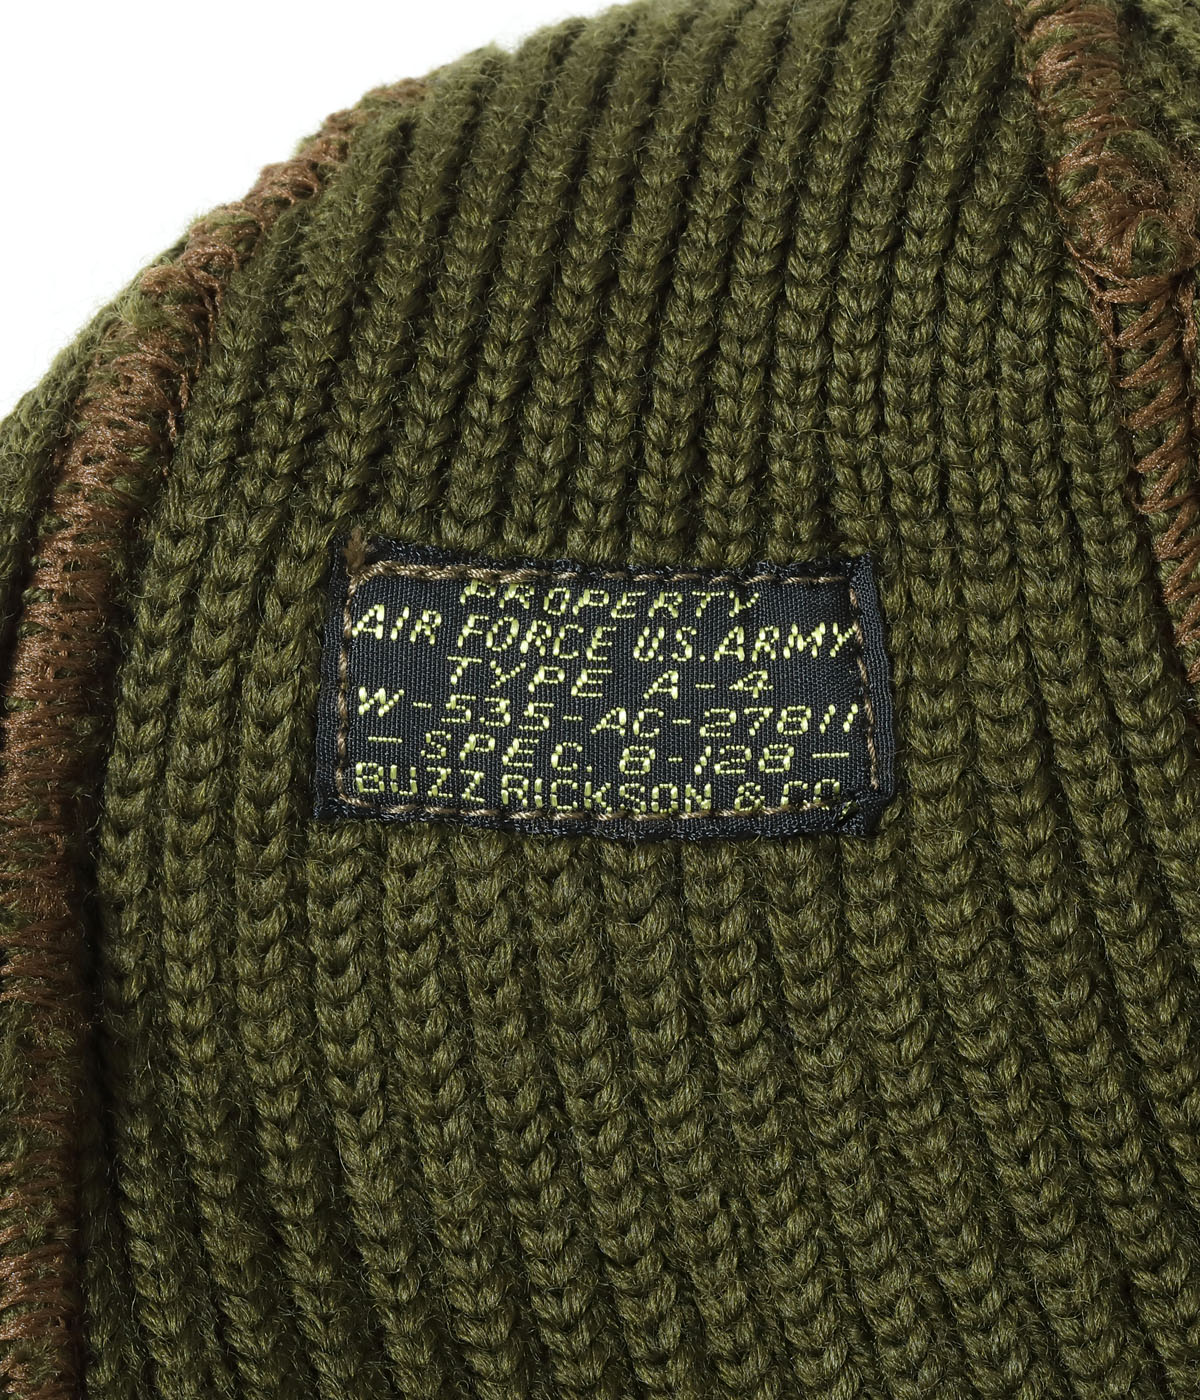 PROPERTY
AIR FORCE U.S.ARMY
TYPE A-4
W-535-AC-27811
-SPEC. 8-128-
BUZZ RICKSON & CO.